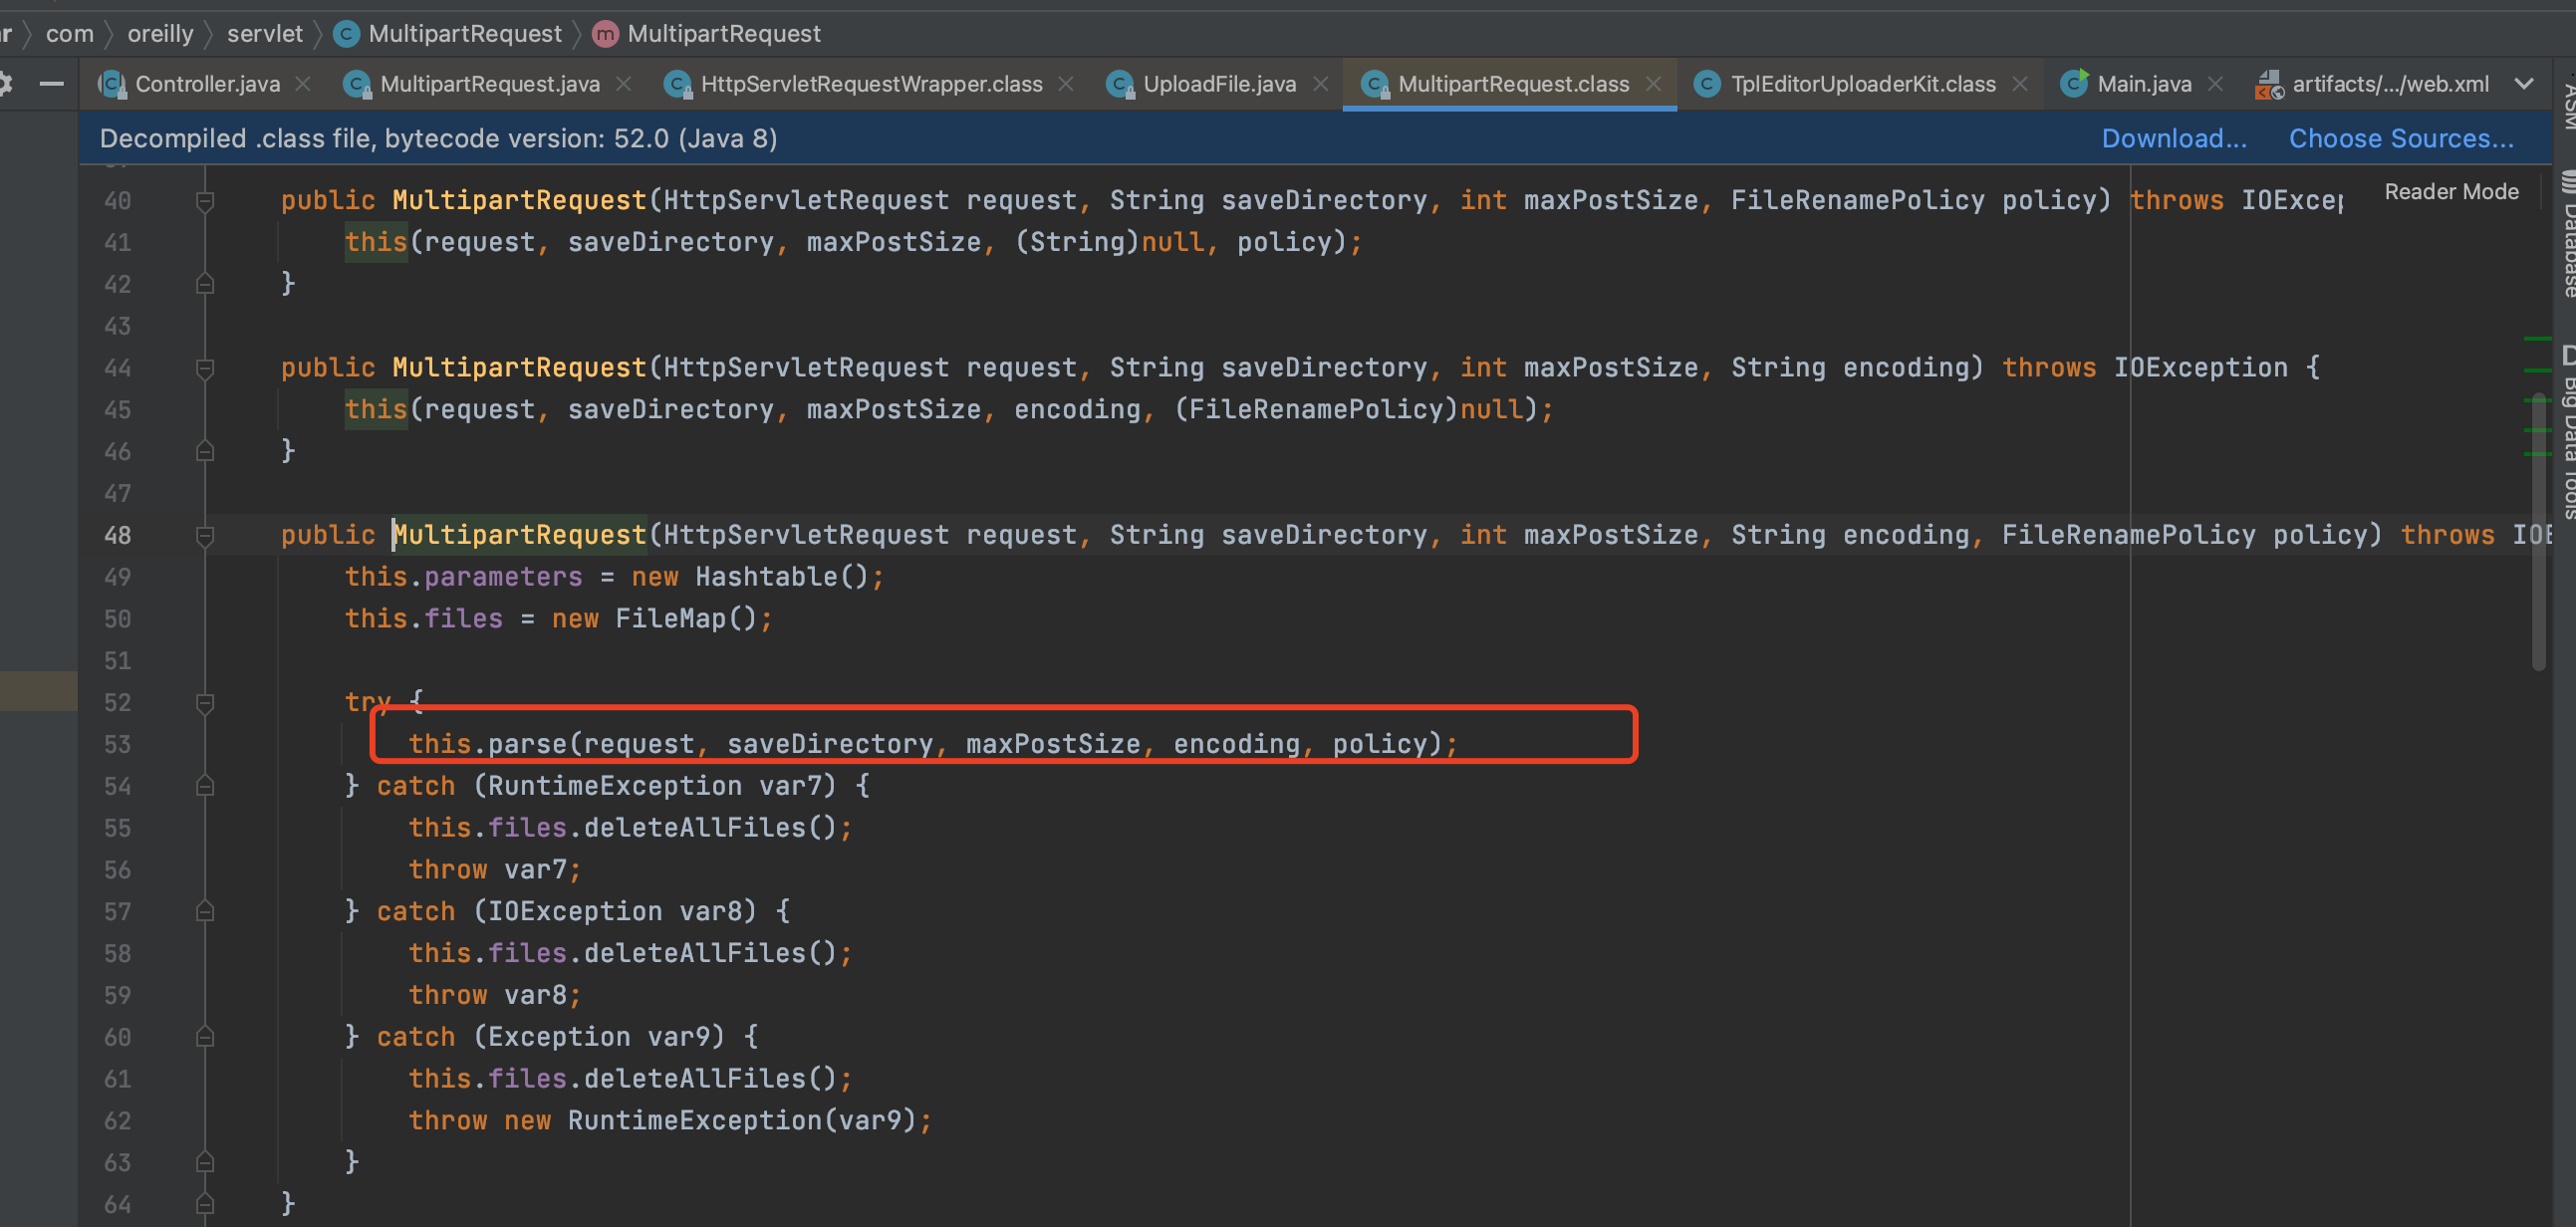 r com oreilly servlet MultipartRequest MultipartRequest
Controller.java MultipartRequest.java HttpServletRequestWrapper.class UploadFile.java MultipartRequest.class TplEditorUploaderKit.class Main.java artifacts/.../web.xml
Decompiled .class file, bytecode version: 52.0 (Java 8) Download... Choose Sources...
Reader Mode
40 public MultipartRequest(HttpServletRequest request, String saveDirectory, int maxPostSize, FileRenamePolicy policy) throws IOExcep
41 this(request, saveDirectory, maxPostSize, (String)null, policy);
42 }
43
44 public MultipartRequest(HttpServletRequest request, String saveDirectory, int maxPostSize, String encoding) throws IOException {
45 this(request, saveDirectory, maxPostSize, encoding, (FileRenamePolicy)null);
46 }
47
48 public MultipartRequest(HttpServletRequest request, String saveDirectory, int maxPostSize, String encoding, FileRenamePolicy policy) throws IOE
49 this.parameters = new Hashtable();
50 this.files = new FileMap();
51
52 try {
53 this.parse(request, saveDirectory, maxPostSize, encoding, policy);
54 } catch (RuntimeException var7) {
55 this.files.deleteAllFiles();
56 throw var7;
57 } catch (IOException var8) {
58 this.files.deleteAllFiles();
59 throw var8;
60 } catch (Exception var9) {
61 this.files.deleteAllFiles();
62 throw new RuntimeException(var9);
63 }
64 }
ASM
Database
D Big Data Tools